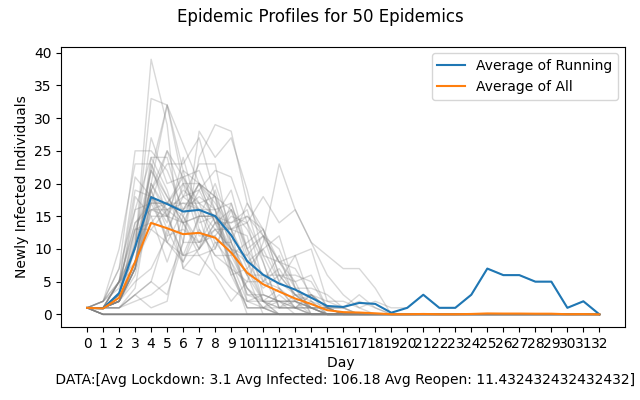 Epidemic Profiles for 50 Epidemics
Newly Infected Individuals
40
35
30
25
20
15
10
5
0
Average of Running
Average of All
0 1 2 3 4 5 6 7 8 9 10 11 12 13 14 15 16 17 18 19 20 21 22 23 24 25 26 27 28 29 30 31 32
Day
DATA:[Avg Lockdown: 3.1 Avg Infected: 106.18 Avg Reopen: 11.432432432432432]